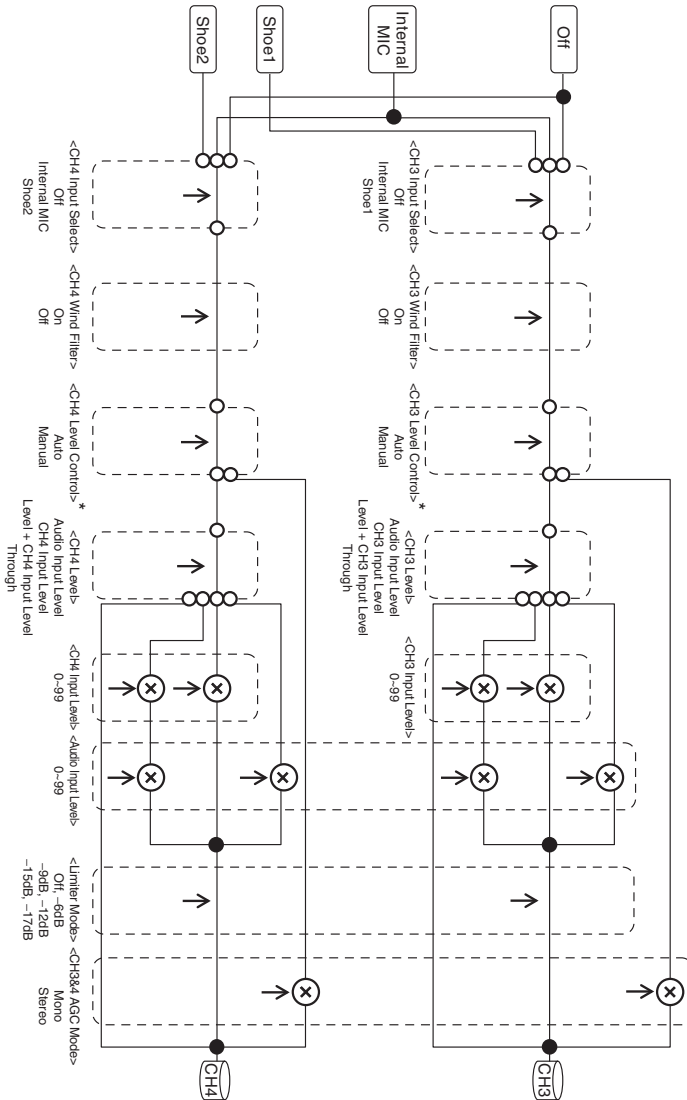 Off
Internal
MIC
Shoe1
Shoe2
<CH3 Input Select>
Off
Internal MIC
Shoe1
<CH3 Wind Filter>
On
Off
<CH3 Level Control>
Auto
Manual
*
<CH3 Level>
Audio Input Level
CH3 Input Level
Level + CH3 Input Level
Through
<CH3 Input Level>
0~99
CH3
<CH4 Input Select>
Off
Internal MIC
Shoe2
<CH4 Wind Filter>
On
Off
<CH4 Level Control>
Auto
Manual
*
<CH4 Level>
Audio Input Level
CH4 Input Level
Level + CH4 Input Level
Through
<CH4 Input Level>
0~99
<Audio Input Level>
0~99
<Limiter Mode>
Off, −6dB
−9dB, −12dB
−15dB, −17dB
<CH3&4 AGC Mode>
Mono
Stereo
CH4